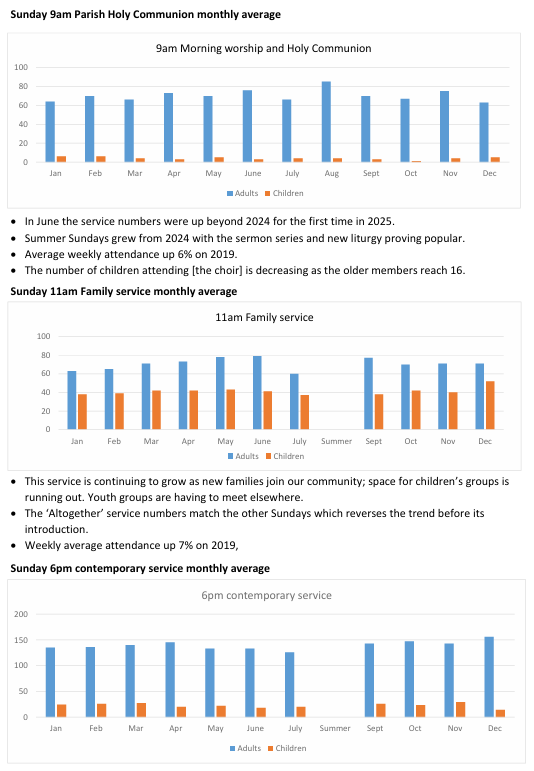 Sunday 9am Parish Holy Communion monthly average
9am Morning worship and Holy Communion
100
80
60
40
20
0
Jan Feb Mar Apr May June July Aug Sept Oct Nov Dec
Adults Children
• In June the service numbers were up beyond 2024 for the first time in 2025.
• Summer Sundays grew from 2024 with the sermon series and new liturgy proving popular.
• Average weekly attendance up 6% on 2019.
• The number of children attending [the choir] is decreasing as the older members reach 16.
Sunday 11am Family service monthly average
11am Family service
100
80
60
40
20
0
Jan Feb Mar Apr May June July Summer Sept Oct Nov Dec
Adults Children
• This service is continuing to grow as new families join our community; space for children’s groups is
running out. Youth groups are having to meet elsewhere.
• The ‘Altogether’ service numbers match the other Sundays which reverses the trend before its
introduction.
• Weekly average attendance up 7% on 2019,
Sunday 6pm contemporary service monthly average
6pm contemporary service
200
150
100
50
0
Jan Feb Mar Apr May June July Summer Sept Oct Nov Dec
Adults Children